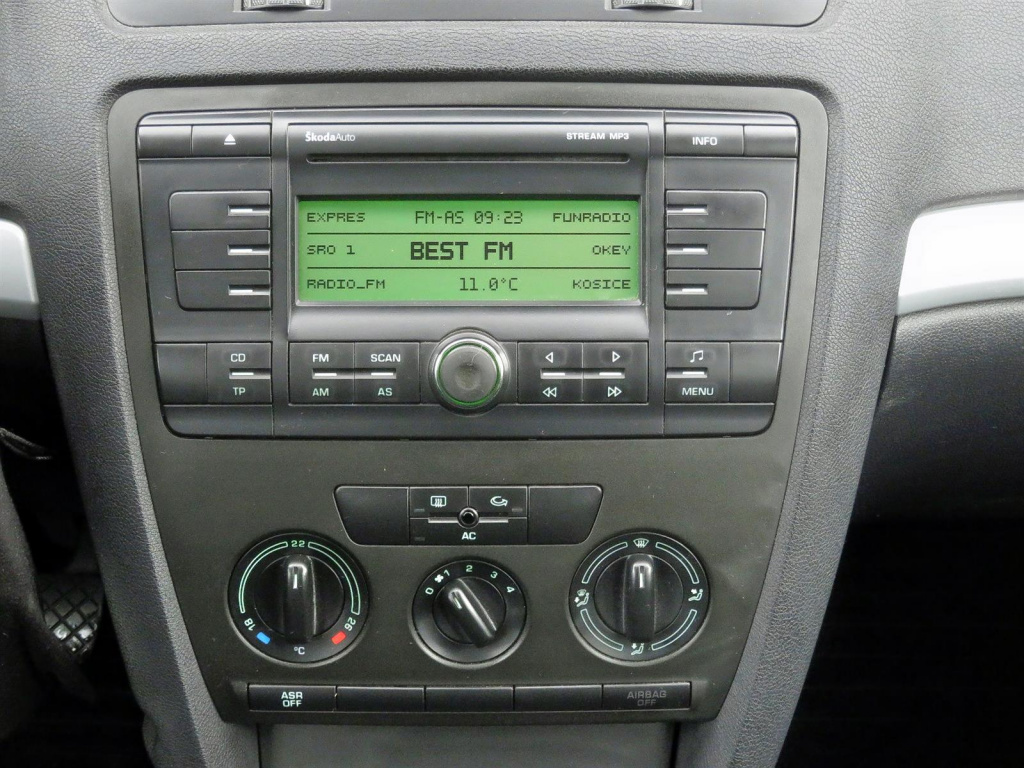 ŠkodaAuto STREAM MP3 INFO
EXPRES FM-AS 09:23 FUNRADIO
SRO 1 BEST FM OKEY
RADIO_FM 11.0°C KOSICE
CD FM SCAN
TP AM AS MENU
AC
22
18 26
°C
0 1 2 3 4
ASR
OFF
AIRBAG
OFF